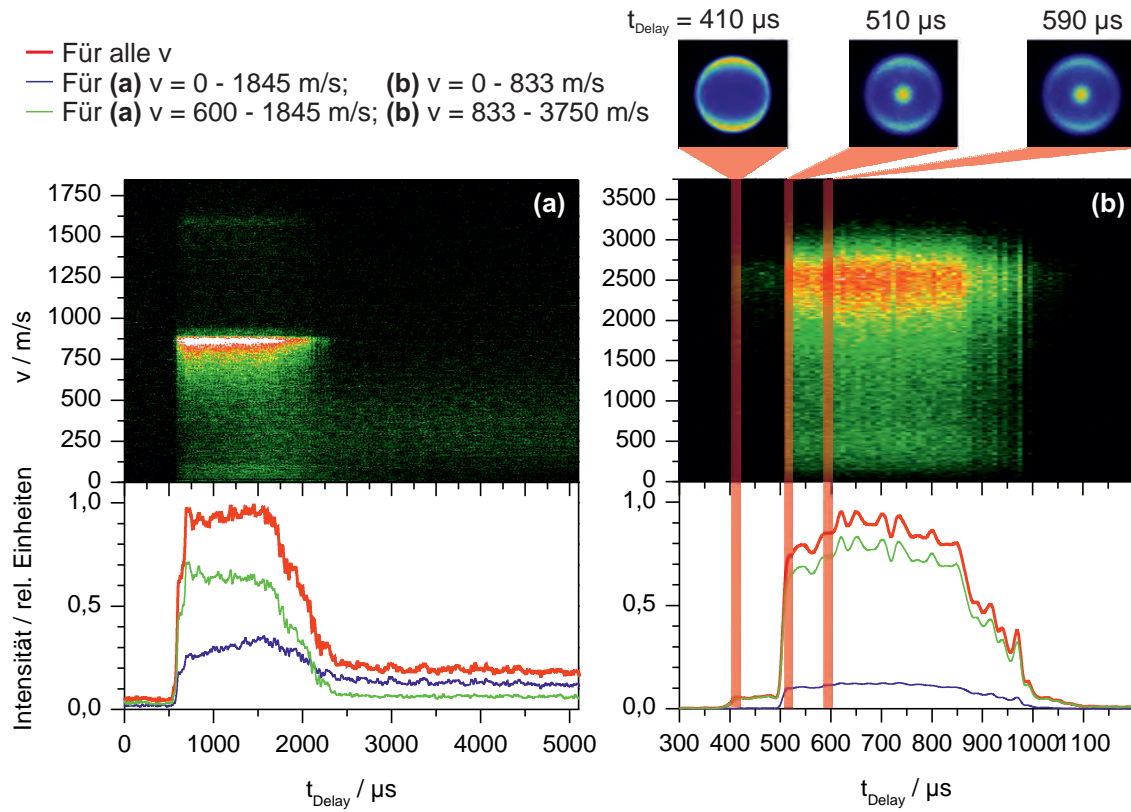 t_Delay = 410 µs 510 µs 590 µs
Für alle v
Für (a) v = 0 - 1845 m/s; (b) v = 0 - 833 m/s
Für (a) v = 600 - 1845 m/s; (b) v = 833 - 3750 m/s
(a)
(b)
v / m/s
1750
1500
1250
1000
750
500
250
0
3500
3000
2500
2000
1500
1000
500
0
Intensität / rel. Einheiten
1,0
0,5
0,0
1,0
0,5
0,0
0 1000 2000 3000 4000 5000
300 400 500 600 700 800 900 1000 1100
t_Delay / µs
t_Delay / µs